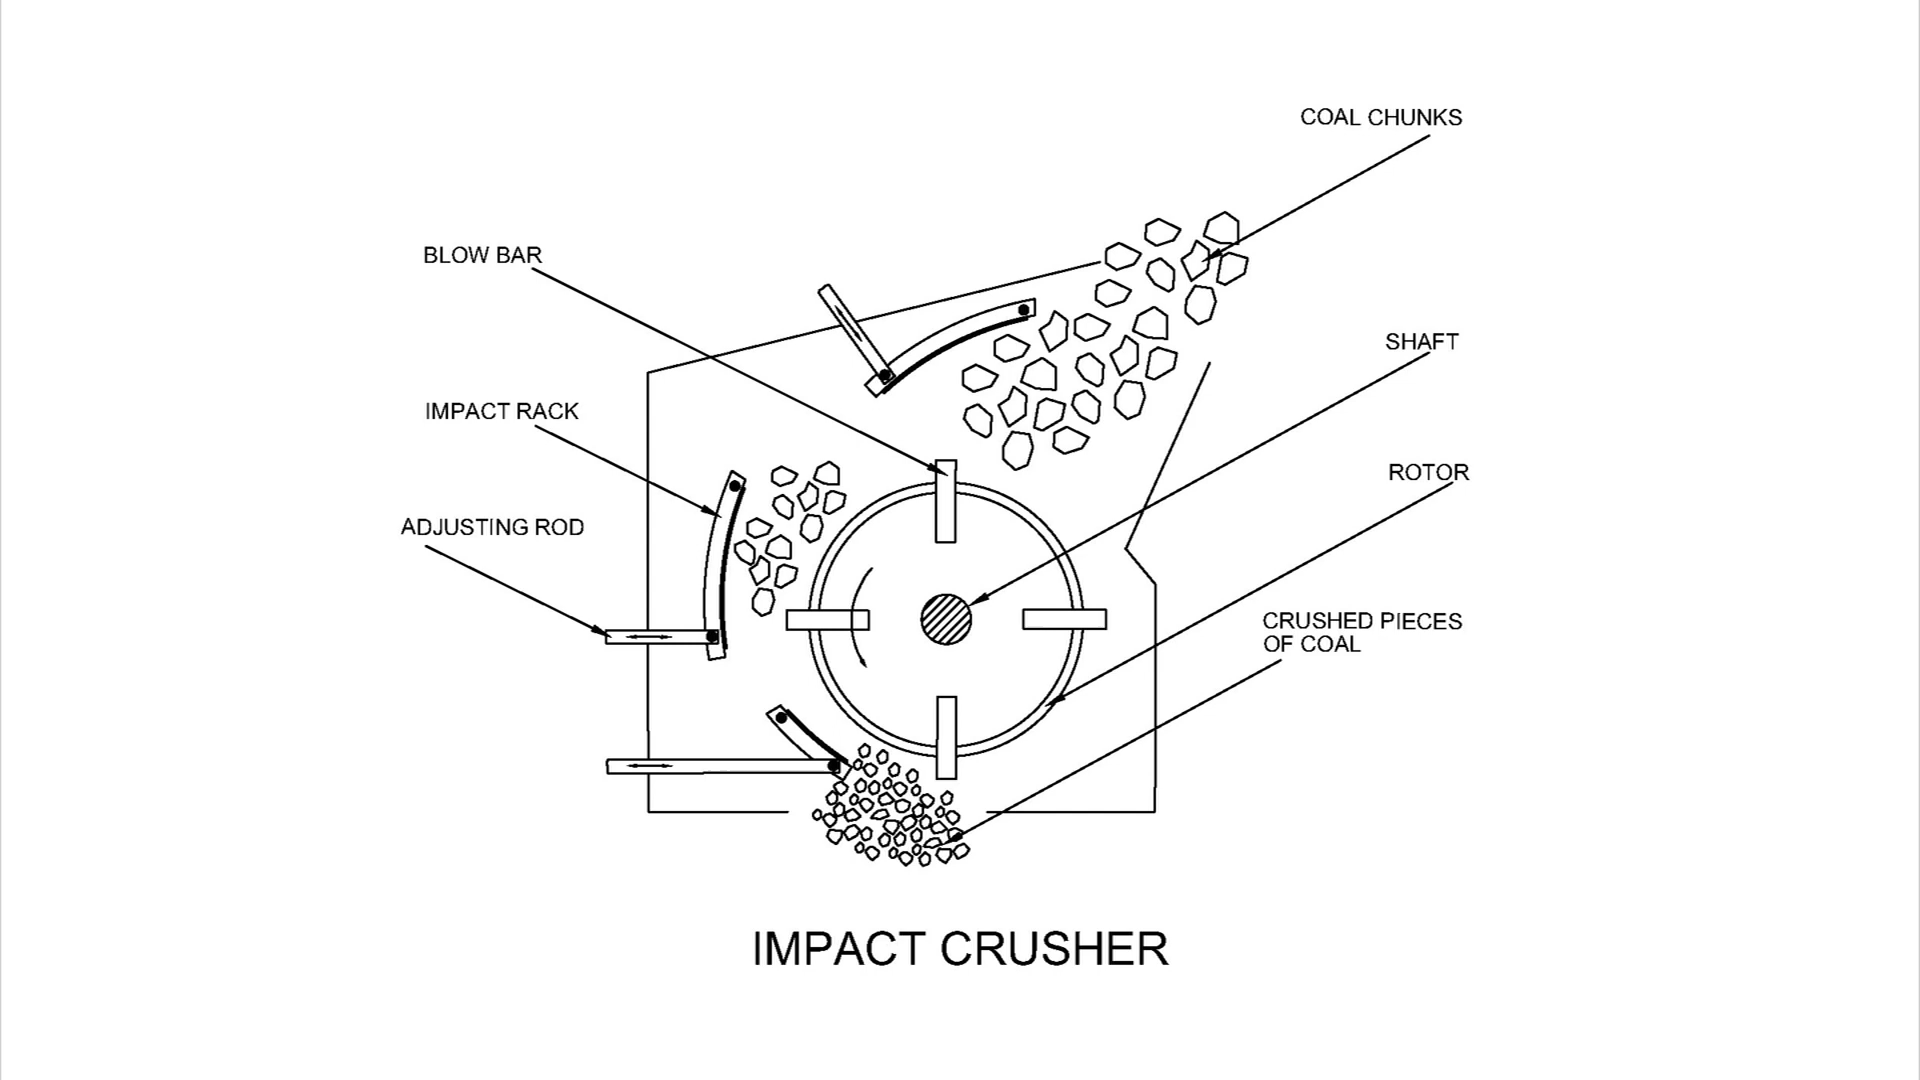 COAL CHUNKS
BLOW BAR
SHAFT
IMPACT RACK
ROTOR
ADJUSTING ROD
CRUSHED PIECES
OF COAL
IMPACT CRUSHER